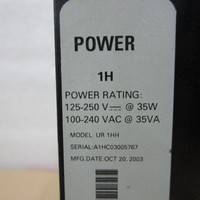 POWER
1H
POWER RATING:
125-250 V⎓ @ 35W
100-240 VAC @ 35VA
MODEL: UR 1HH
SERIAL:A1HC03005767
MFG.DATE:OCT 20, 2003